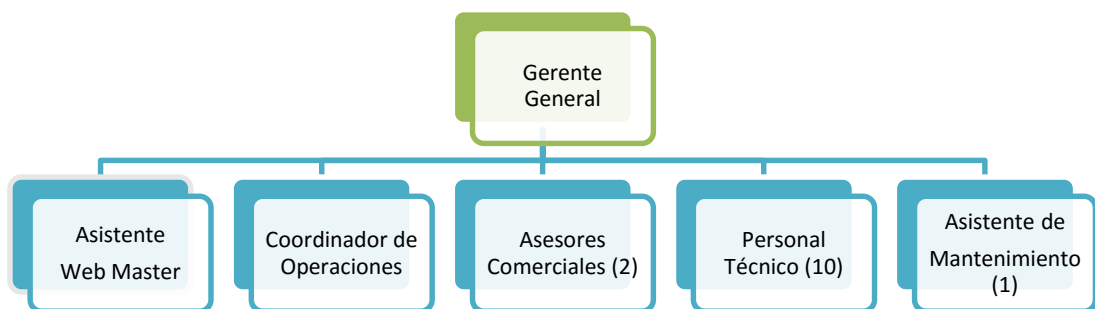 Gerente
General
Asistente
Web Master
Coordinador de
Operaciones
Asesores
Comerciales (2)
Personal
Técnico (10)
Asistente de
Mantenimiento
(1)